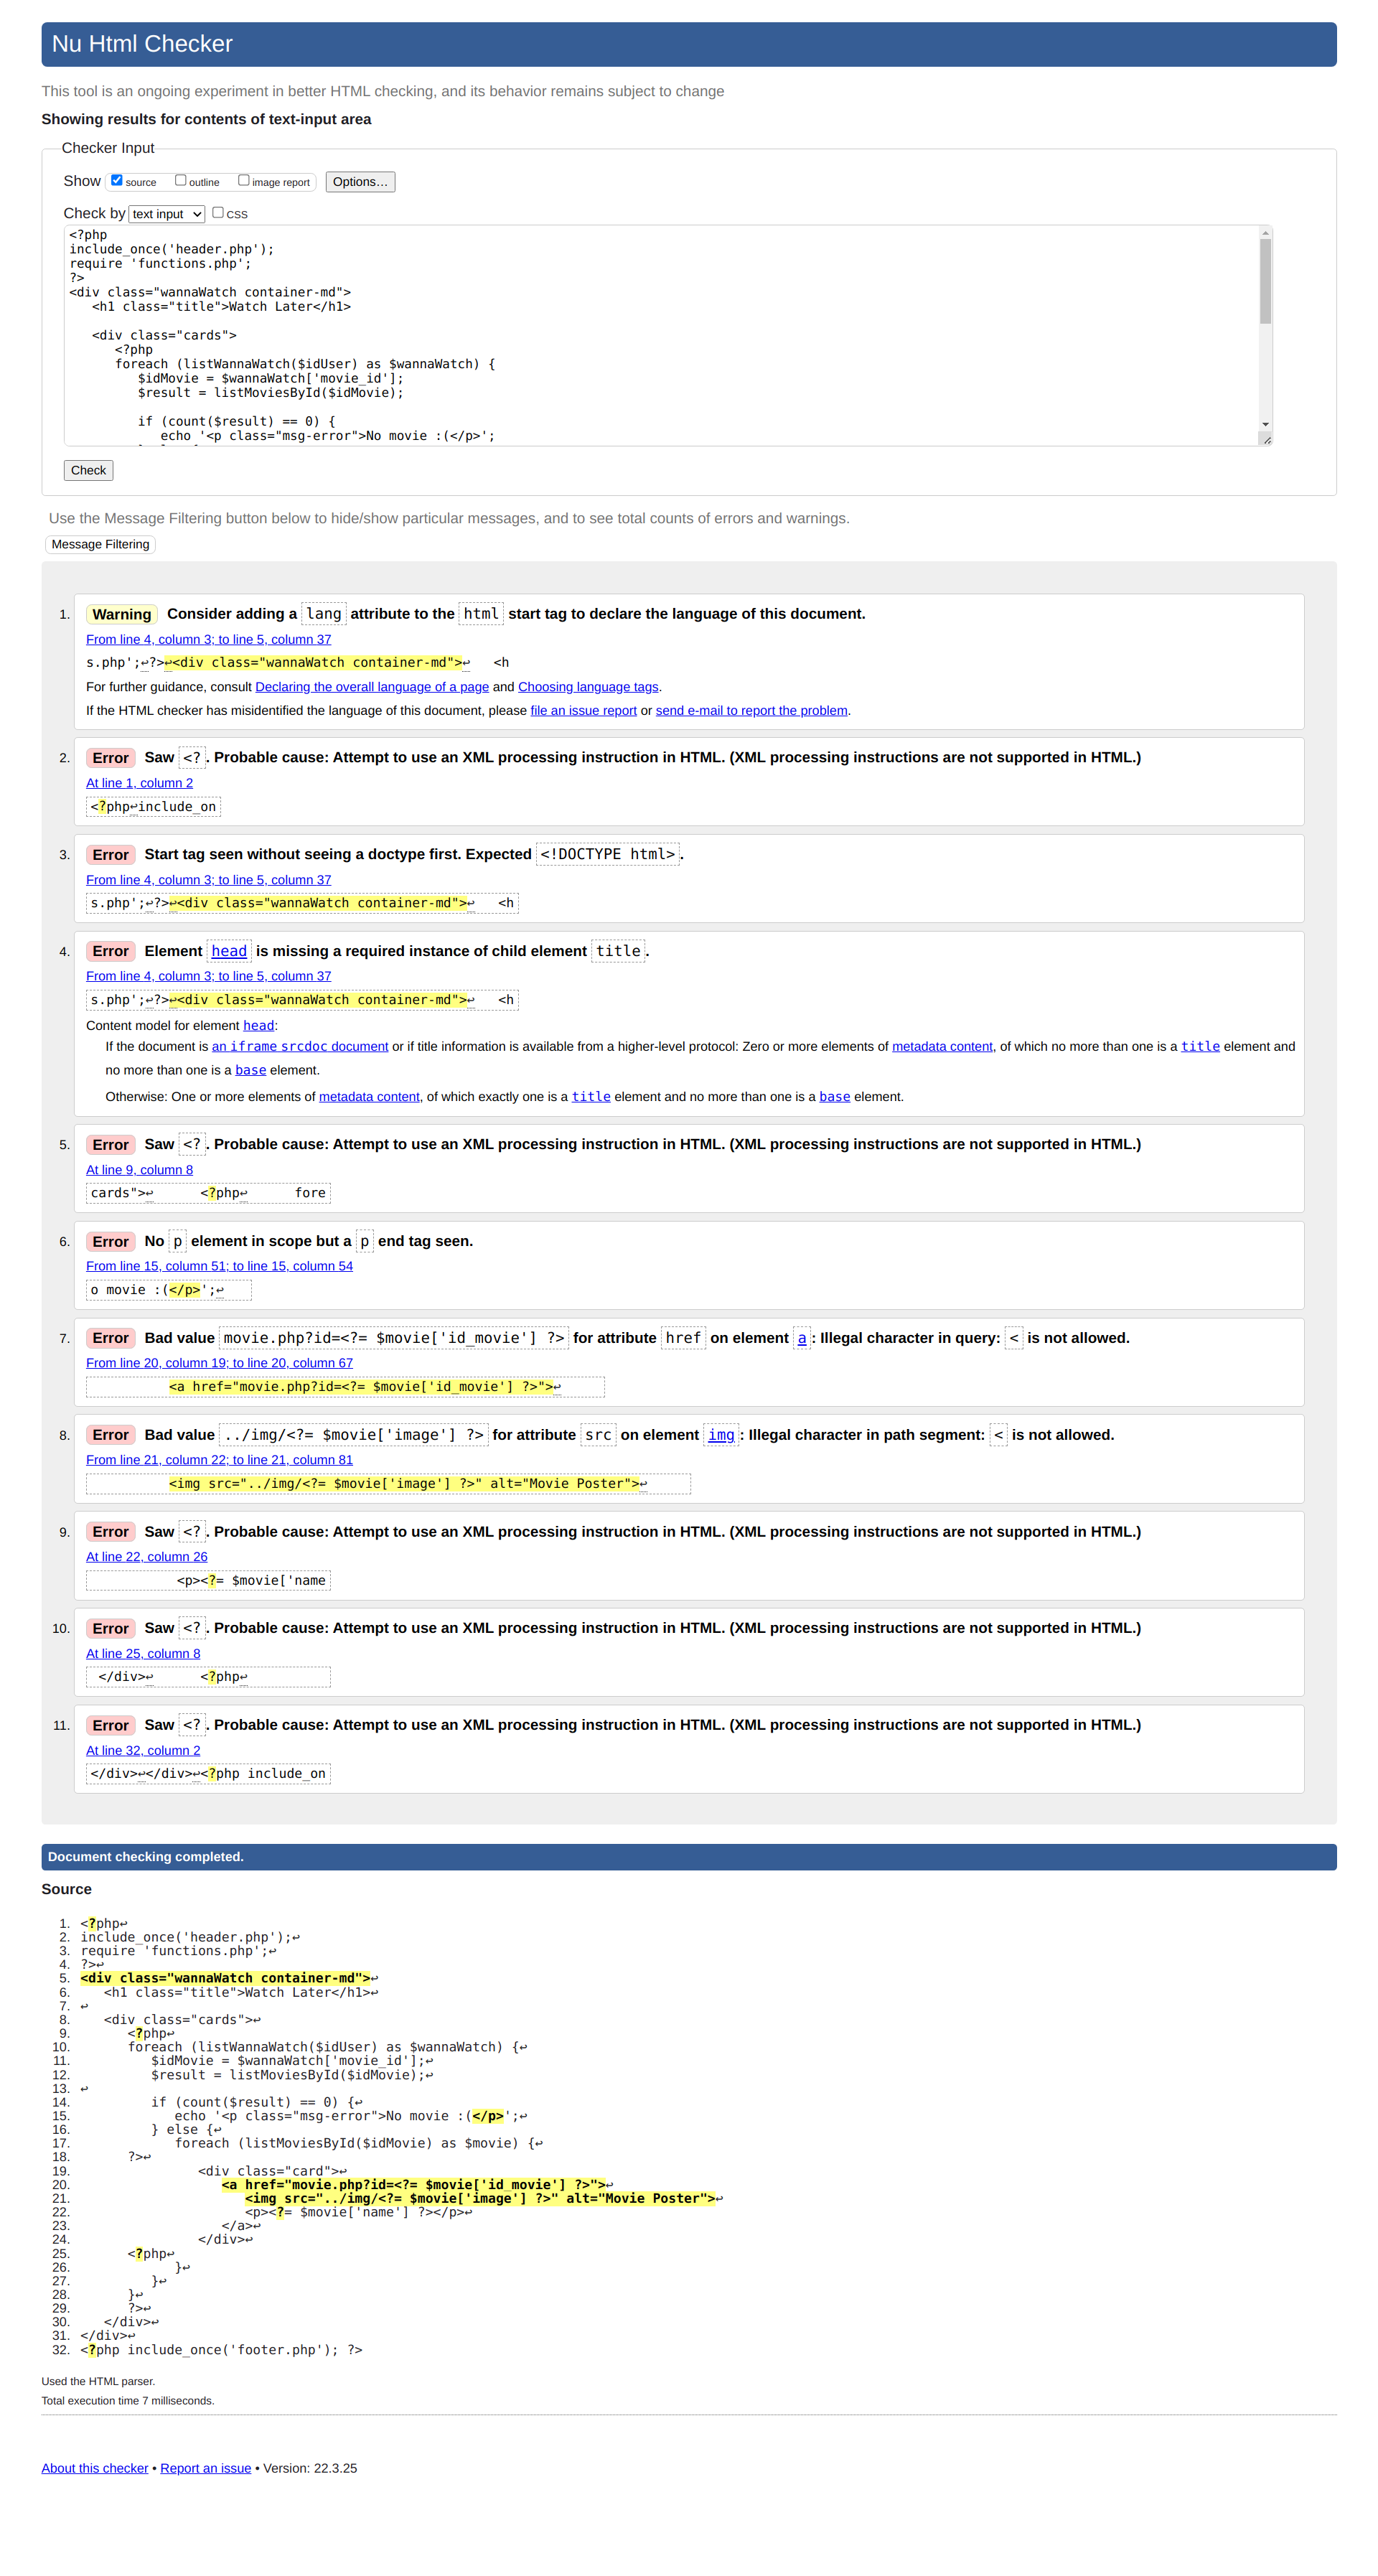 Nu Html Checker
This tool is an ongoing experiment in better HTML checking, and its behavior remains subject to change
Showing results for contents of text-input area
Checker Input
Show source outline image report Options…
Check by text input CSS
<?php
include_once('header.php');
require 'functions.php';
?>
<div class="wannaWatch container-md">
   <h1 class="title">Watch Later</h1>

   <div class="cards">
      <?php
      foreach (listWannaWatch($idUser) as $wannaWatch) {
         $idMovie = $wannaWatch['movie_id'];
         $result = listMoviesById($idMovie);

         if (count($result) == 0) {
            echo '<p class="msg-error">No movie :(</p>';
Check
Use the Message Filtering button below to hide/show particular messages, and to see total counts of errors and warnings.
Message Filtering
1. Warning Consider adding a lang attribute to the html start tag to declare the language of this document.
From line 4, column 3; to line 5, column 37
s.php';↩?>↩<div class="wannaWatch container-md">↩   <h
For further guidance, consult Declaring the overall language of a page and Choosing language tags.
If the HTML checker has misidentified the language of this document, please file an issue report or send e-mail to report the problem.
2. Error Saw <?. Probable cause: Attempt to use an XML processing instruction in HTML. (XML processing instructions are not supported in HTML.)
At line 1, column 2
<?php↩include_on
3. Error Start tag seen without seeing a doctype first. Expected <!DOCTYPE html>.
From line 4, column 3; to line 5, column 37
s.php';↩?>↩<div class="wannaWatch container-md">↩   <h
4. Error Element head is missing a required instance of child element title.
From line 4, column 3; to line 5, column 37
s.php';↩?>↩<div class="wannaWatch container-md">↩   <h
Content model for element head:
If the document is an iframe srcdoc document or if title information is available from a higher-level protocol: Zero or more elements of metadata content, of which no more than one is a title element and
no more than one is a base element.
Otherwise: One or more elements of metadata content, of which exactly one is a title element and no more than one is a base element.
5. Error Saw <?. Probable cause: Attempt to use an XML processing instruction in HTML. (XML processing instructions are not supported in HTML.)
At line 9, column 8
cards">↩      <?php↩      fore
6. Error No p element in scope but a p end tag seen.
From line 15, column 51; to line 15, column 54
o movie :(</p>';↩
7. Error Bad value movie.php?id=<?= $movie['id_movie'] ?> for attribute href on element a: Illegal character in query: < is not allowed.
From line 20, column 19; to line 20, column 67
<a href="movie.php?id=<?= $movie['id_movie'] ?>">↩
8. Error Bad value ../img/<?= $movie['image'] ?> for attribute src on element img: Illegal character in path segment: < is not allowed.
From line 21, column 22; to line 21, column 81
<img src="../img/<?= $movie['image'] ?>" alt="Movie Poster">↩
9. Error Saw <?. Probable cause: Attempt to use an XML processing instruction in HTML. (XML processing instructions are not supported in HTML.)
At line 22, column 26
<p><?= $movie['name
10. Error Saw <?. Probable cause: Attempt to use an XML processing instruction in HTML. (XML processing instructions are not supported in HTML.)
At line 25, column 8
</div>↩      <?php↩
11. Error Saw <?. Probable cause: Attempt to use an XML processing instruction in HTML. (XML processing instructions are not supported in HTML.)
At line 32, column 2
</div>↩</div>↩<?php include_on
Document checking completed.
Source
1. <?php↩
2. include_once('header.php');↩
3. require 'functions.php';↩
4. ?>↩
5. <div class="wannaWatch container-md">↩
6.    <h1 class="title">Watch Later</h1>↩
7. ↩
8.    <div class="cards">↩
9.       <?php↩
10.       foreach (listWannaWatch($idUser) as $wannaWatch) {↩
11.          $idMovie = $wannaWatch['movie_id'];↩
12.          $result = listMoviesById($idMovie);↩
13. ↩
14.          if (count($result) == 0) {↩
15.             echo '<p class="msg-error">No movie :(</p>';↩
16.          } else {↩
17.             foreach (listMoviesById($idMovie) as $movie) {↩
18.       ?>↩
19.                <div class="card">↩
20.                   <a href="movie.php?id=<?= $movie['id_movie'] ?>">↩
21.                      <img src="../img/<?= $movie['image'] ?>" alt="Movie Poster">↩
22.                      <p><?= $movie['name'] ?></p>↩
23.                   </a>↩
24.                </div>↩
25.       <?php↩
26.             }↩
27.          }↩
28.       }↩
29.       ?>↩
30.    </div>↩
31. </div>↩
32. <?php include_once('footer.php'); ?>
Used the HTML parser.
Total execution time 7 milliseconds.
About this checker • Report an issue • Version: 22.3.25